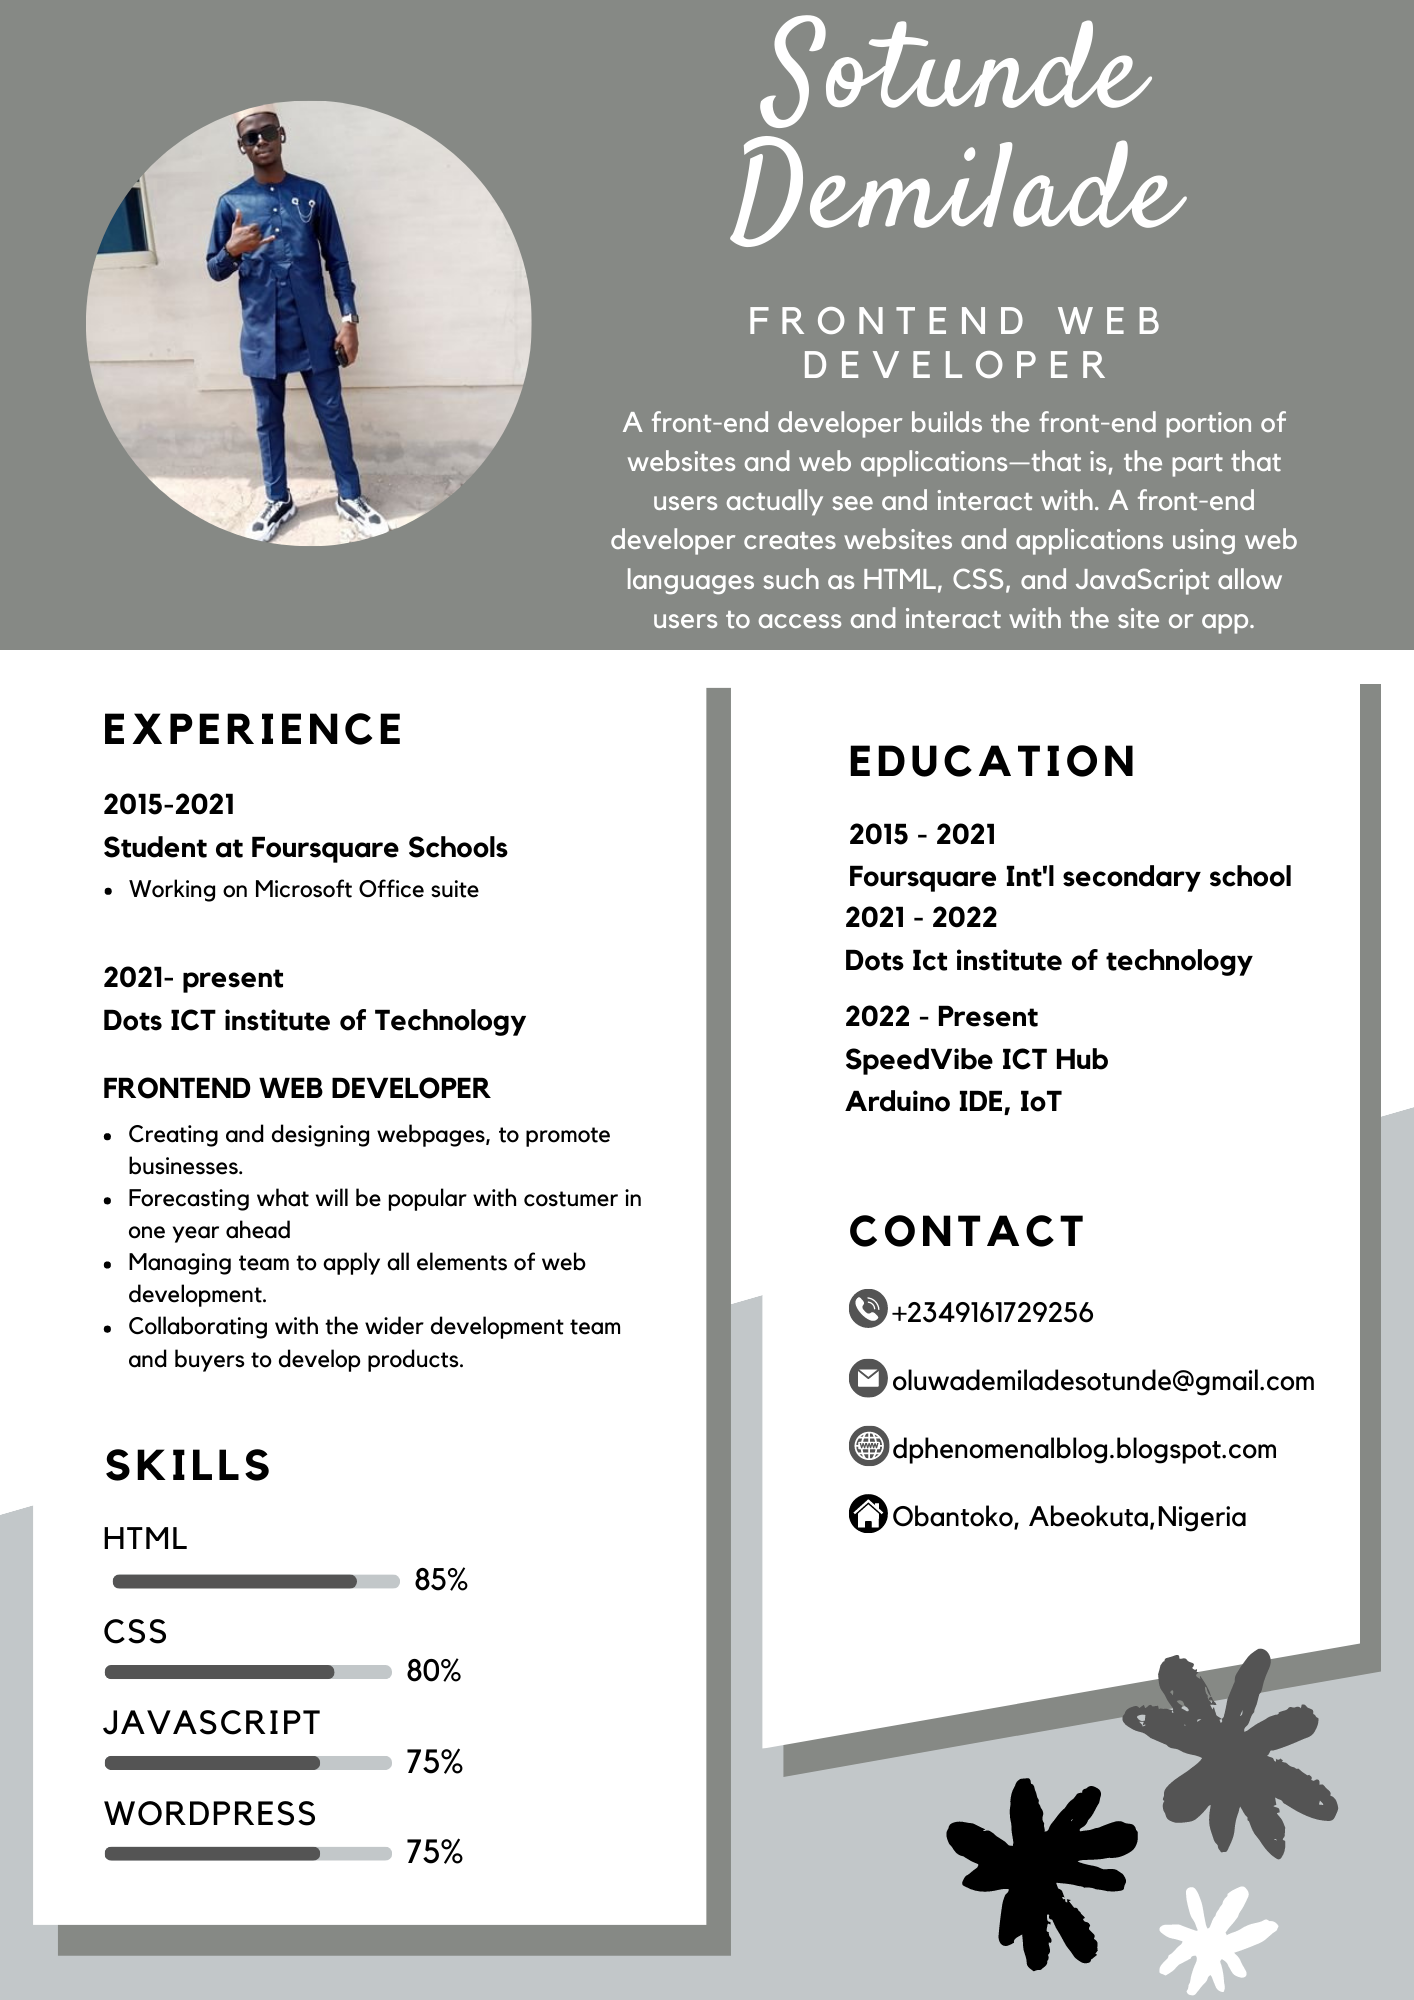 Sotunde
Demilade
FRONTEND WEB
DEVELOPER
A front-end developer builds the front-end portion of
websites and web applications—that is, the part that
users actually see and interact with. A front-end
developer creates websites and applications using web
languages such as HTML, CSS, and JavaScript allow
users to access and interact with the site or app.
EXPERIENCE
2015-2021
Student at Foursquare Schools
• Working on Microsoft Office suite
2021- present
Dots ICT institute of Technology
FRONTEND WEB DEVELOPER
• Creating and designing webpages, to promote
businesses.
• Forecasting what will be popular with costumer in
one year ahead
• Managing team to apply all elements of web
development.
• Collaborating with the wider development team
and buyers to develop products.
SKILLS
HTML
85%
CSS
80%
JAVASCRIPT
75%
WORDPRESS
75%
EDUCATION
2015 - 2021
Foursquare Int'l secondary school
2021 - 2022
Dots Ict institute of technology
2022 - Present
SpeedVibe ICT Hub
Arduino IDE, IoT
CONTACT
+2349161729256
oluwademiladesotunde@gmail.com
dphenomenalblog.blogspot.com
Obantoko, Abeokuta,Nigeria